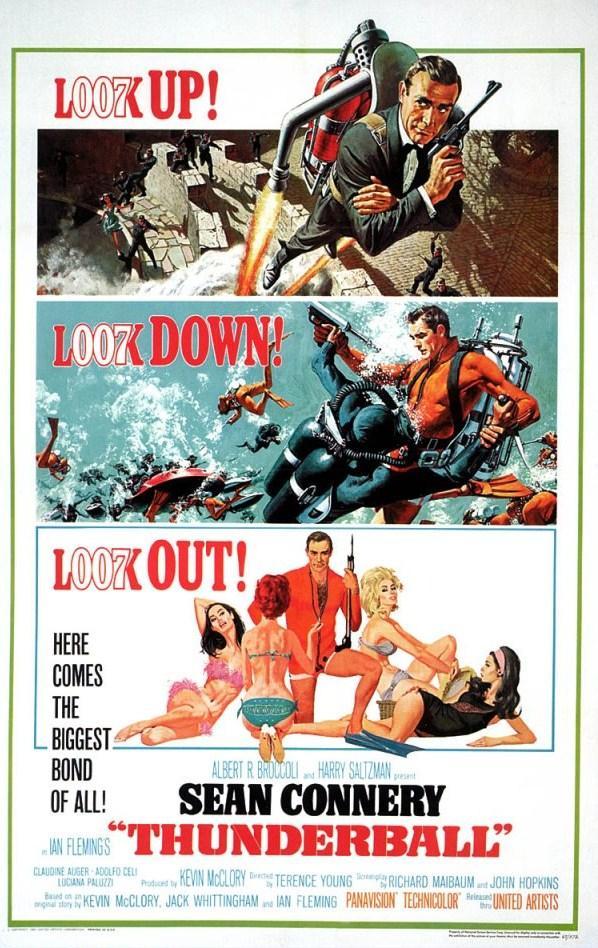 LOO7K UP!
LOO7K DOWN!
LOO7K OUT!
HERE
COMES
THE
BIGGEST
BOND
OF ALL!
ALBERT R. BROCCOLI and HARRY SALTZMAN present
SEAN CONNERY
in IAN FLEMING'S
"THUNDERBALL"
CLAUDINE AUGER · ADOLFO CELI
LUCIANA PALUZZI
Produced by KEVIN McCLORY Directed by TERENCE YOUNG Screenplay by RICHARD MAIBAUM and JOHN HOPKINS
Based on an original story by KEVIN McCLORY, JACK WHITTINGHAM and IAN FLEMING PANAVISION® TECHNICOLOR® Released thru UNITED ARTISTS